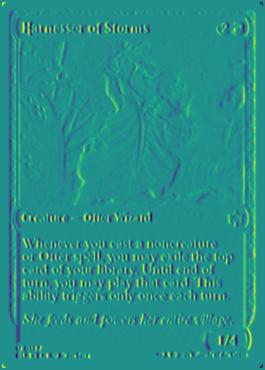 Harnessor of Storms
Creature - Otter Wizard
Whenever you cast a noncreature
or Otter spell, you may exile the top
card of your library. Until end of
turn, you may play that card. This
ability triggers only once each turn.
She feeds and powers her entire village.
1/4